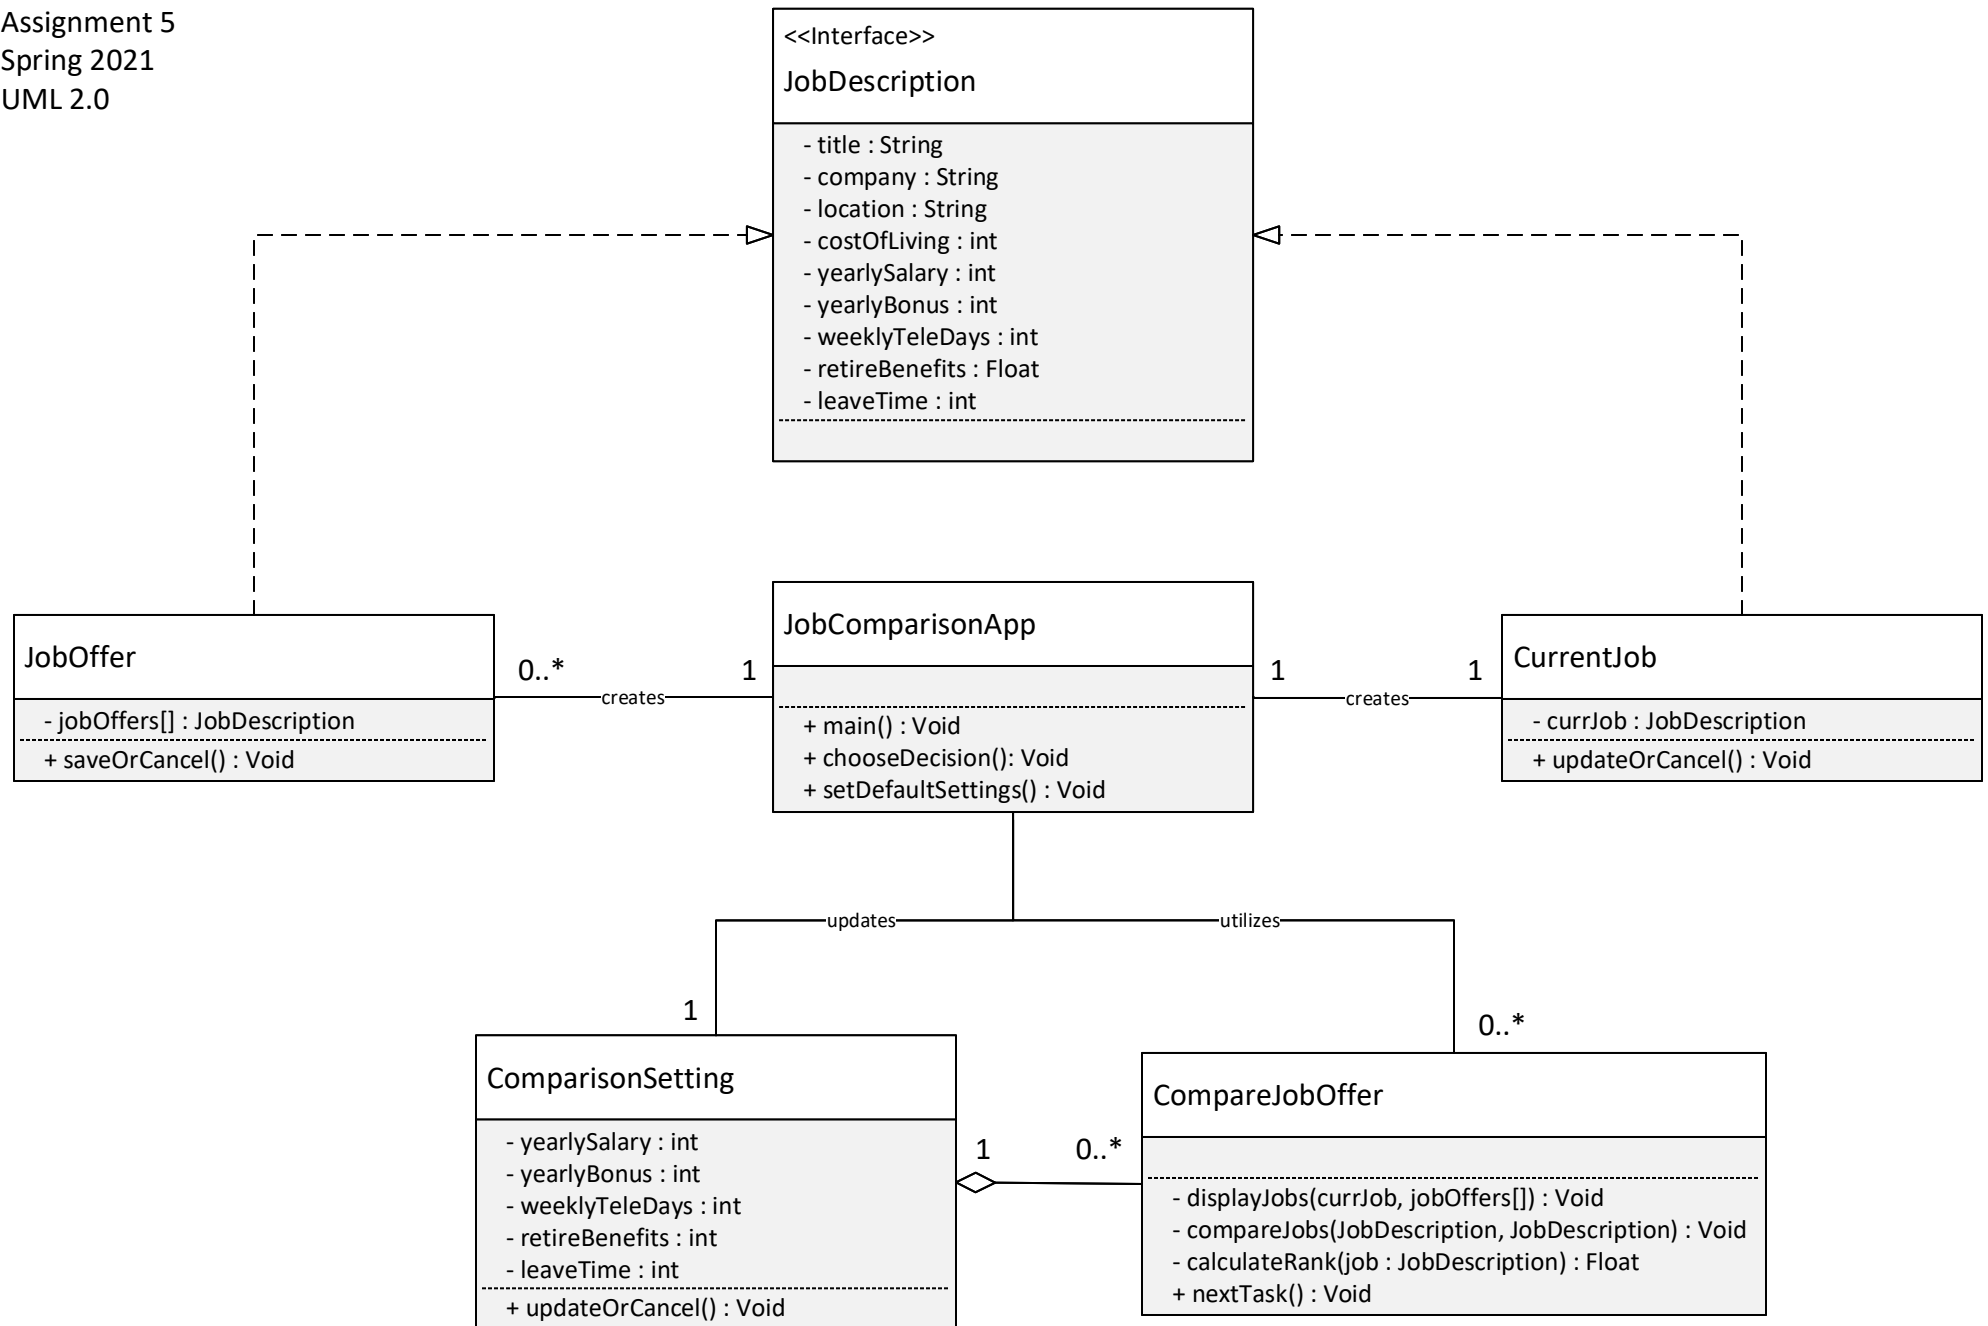 Assignment 5
Spring 2021
UML 2.0
<<Interface>>
JobDescription
- title : String
- company : String
- location : String
- costOfLiving : int
- yearlySalary : int
- yearlyBonus : int
- weeklyTeleDays : int
- retireBenefits : Float
- leaveTime : int
JobOffer
- jobOffers[] : JobDescription
+ saveOrCancel() : Void
0..*
creates
1
JobComparisonApp
+ main() : Void
+ chooseDecision(): Void
+ setDefaultSettings() : Void
1
creates
1
CurrentJob
- currJob : JobDescription
+ updateOrCancel() : Void
updates
utilizes
1
0..*
ComparisonSetting
- yearlySalary : int
- yearlyBonus : int
- weeklyTeleDays : int
- retireBenefits : int
- leaveTime : int
+ updateOrCancel() : Void
1
0..*
CompareJobOffer
- displayJobs(currJob, jobOffers[]) : Void
- compareJobs(JobDescription, JobDescription) : Void
- calculateRank(job : JobDescription) : Float
+ nextTask() : Void